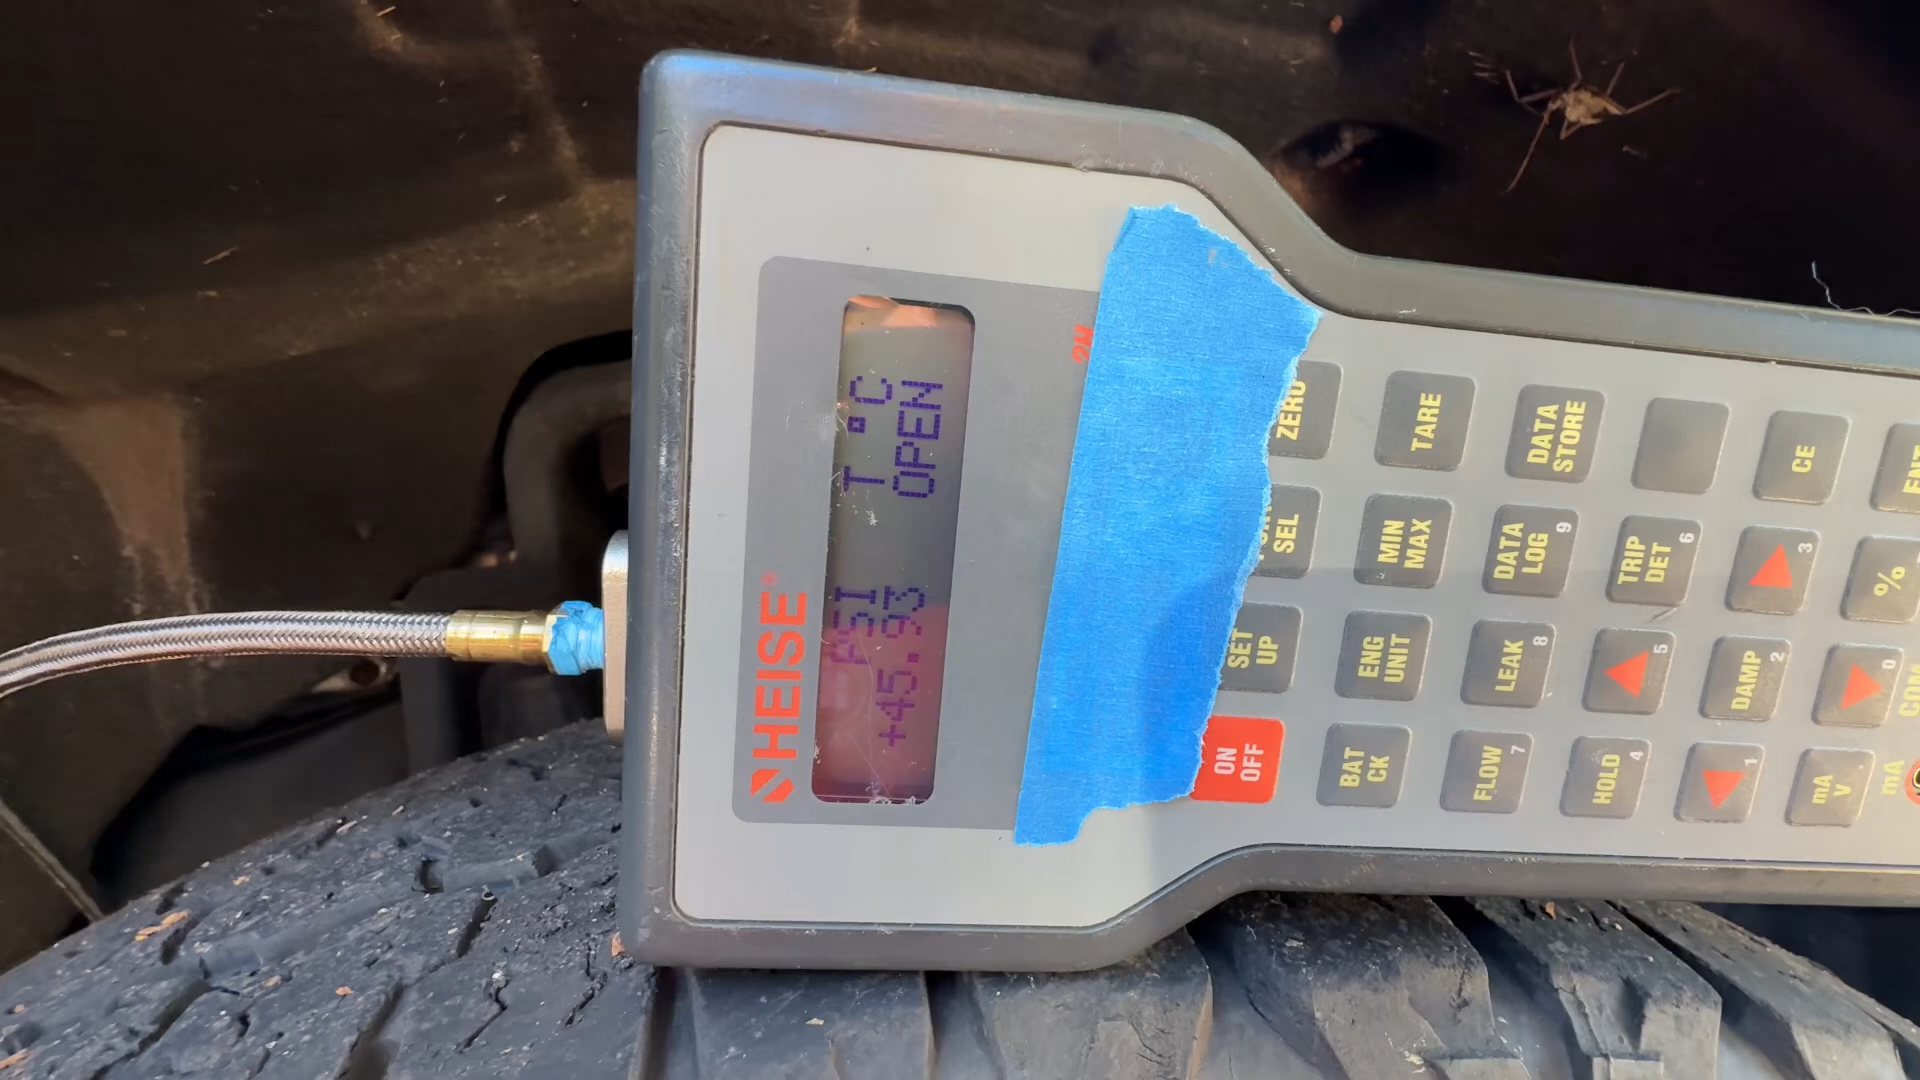 HEISE®
PSI T °C
+45.93 OPEN
ZERO
TARE
DATA STORE
CE
SEL
MIN MAX
DATA LOG 9
TRIP DET 6
3
%
SET UP
ENG UNIT
LEAK 8
5
DAMP 2
0
COM
ON OFF
BAT CK
FLOW 7
HOLD 4
1
mA V .
mA